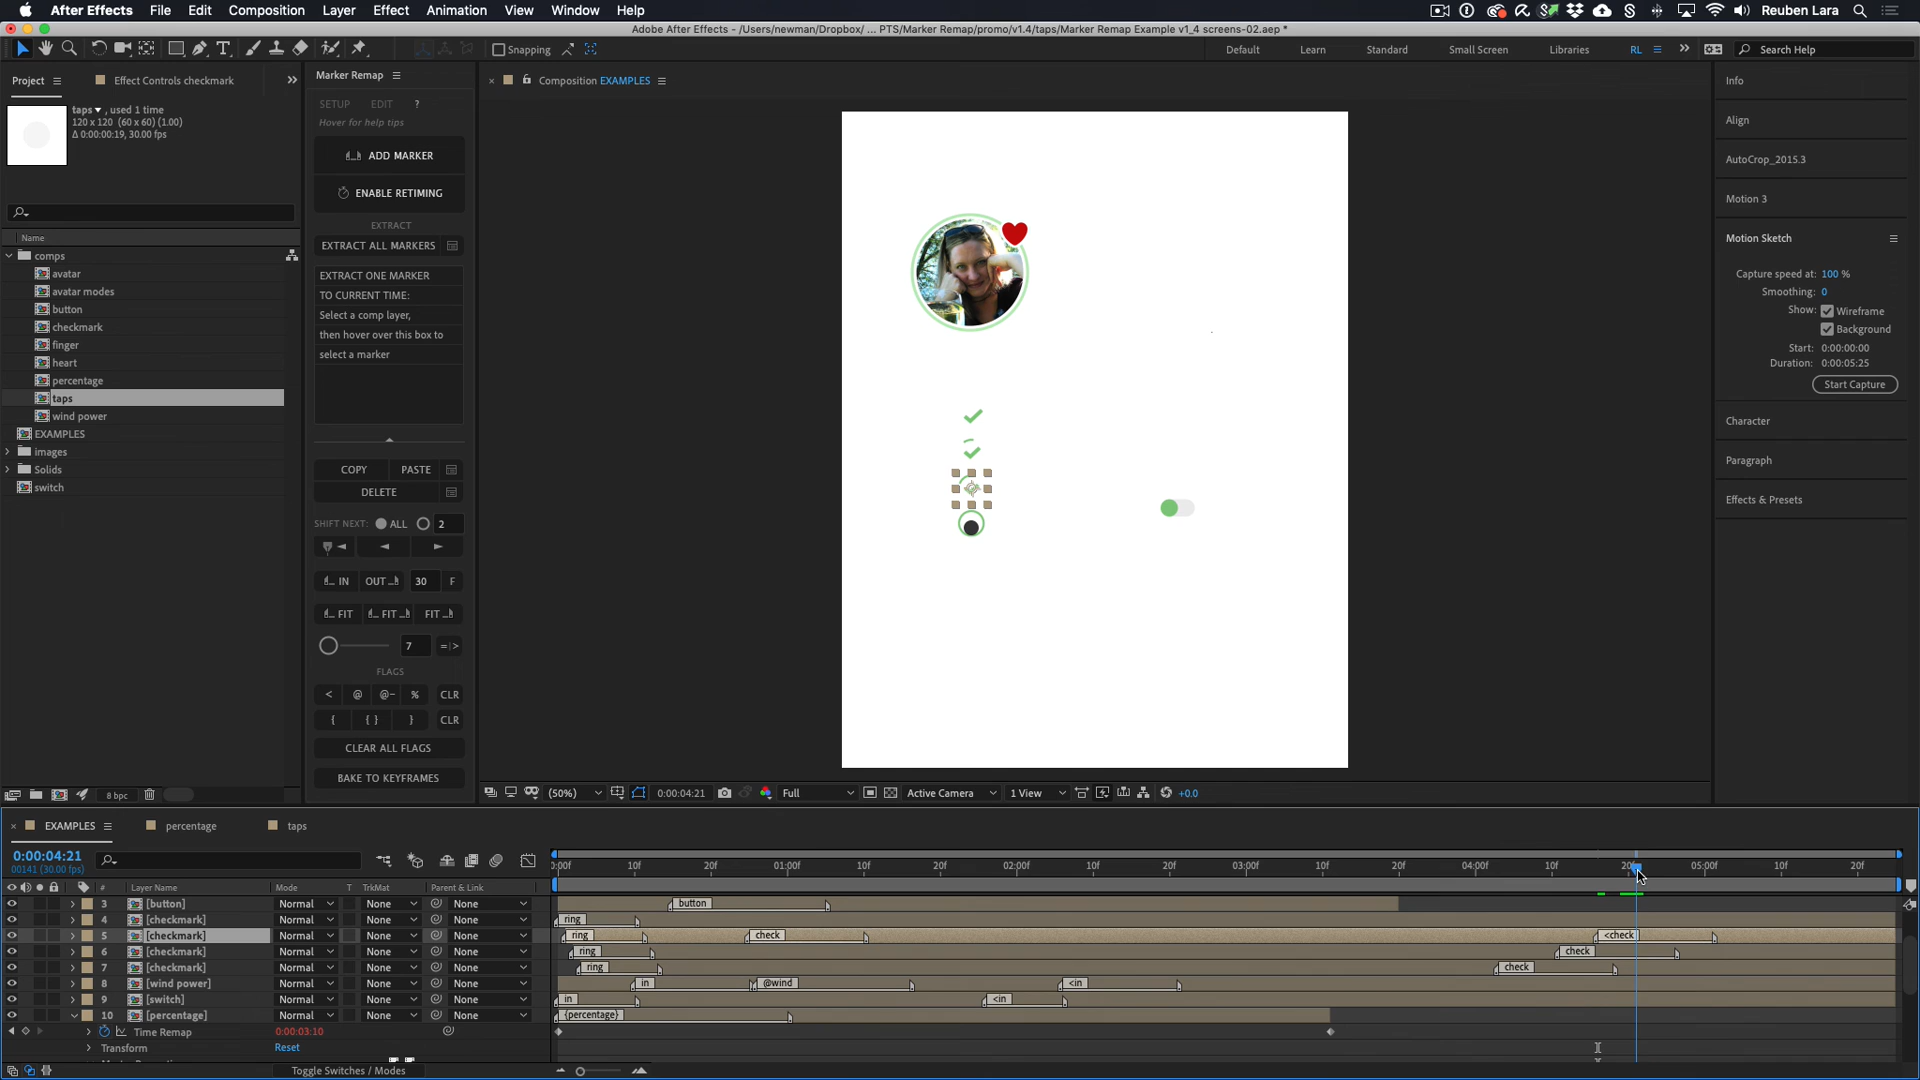 After Effects File Edit Composition Layer Effect Animation View Window Help Reuben Lara
Adobe After Effects - /Users/newman/Dropbox/ ... PTS/Marker Remap/promo/v1.4/taps/Marker Remap Example v1_4 screens-02.aep *
Snapping Default Learn Standard Small Screen Libraries RL Search Help
Project Effect Controls checkmark
taps , used 1 time
120 x 120 (60 x 60) (1.00)
Δ 0:00:00:19, 30.00 fps
Name
comps
avatar
avatar modes
button
checkmark
finger
heart
percentage
taps
wind power
EXAMPLES
images
Solids
switch
8 bpc
Marker Remap
SETUP EDIT ?
Hover for help tips
ADD MARKER
ENABLE RETIMING
EXTRACT
EXTRACT ALL MARKERS
EXTRACT ONE MARKER
TO CURRENT TIME:
Select a comp layer,
then hover over this box to
select a marker
COPY PASTE
DELETE
SHIFT NEXT: ALL 2
IN OUT 30 F
FIT FIT FIT
7 =|>
FLAGS
< @ @- % CLR
{ { } } CLR
CLEAR ALL FLAGS
BAKE TO KEYFRAMES
Composition EXAMPLES
(50%) 0:00:04:21 Full Active Camera 1 View +0.0
Info
Align
AutoCrop_2015.3
Motion 3
Motion Sketch
Capture speed at: 100 %
Smoothing: 0
Show: Wireframe
Background
Start: 0:00:00:00
Duration: 0:00:05:25
Start Capture
Character
Paragraph
Effects & Presets
EXAMPLES percentage taps
0:00:04:21
00141 (30.00 fps)
0:00f 10f 20f 01:00f 10f 20f 02:00f 10f 20f 03:00f 10f 20f 04:00f 10f 20f 05:00f 10f 20f
# Layer Name Mode T TrkMat Parent & Link
3 [button] Normal None None button
4 [checkmark] Normal None None ring
5 [checkmark] Normal None None ring check <check
6 [checkmark] Normal None None ring check
7 [checkmark] Normal None None ring check
8 [wind power] Normal None None in @wind <in
9 [switch] Normal None None in <in
10 [percentage] Normal None None {percentage}
Time Remap 0:00:03:10
Transform Reset
Toggle Switches / Modes